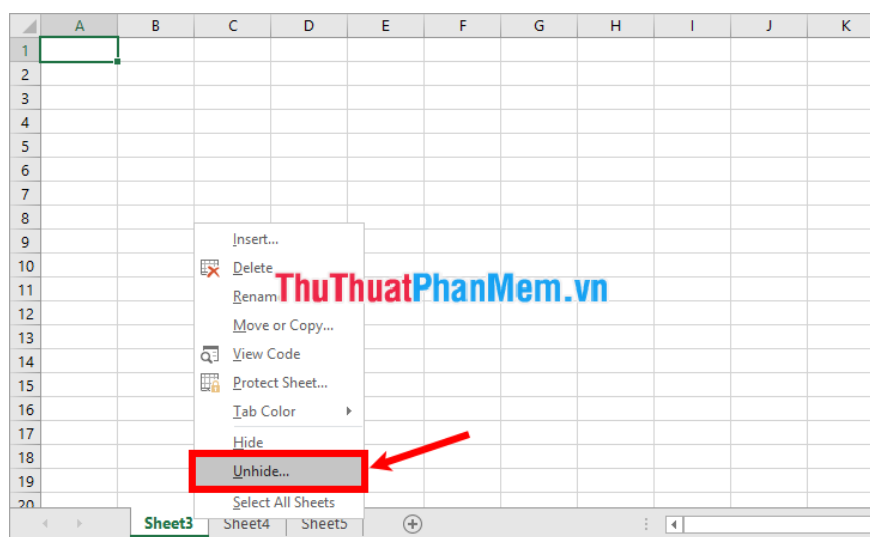 A B C D E F G H I J K
1
2
3
4
5
6
7
8
9
Insert...
10
Delete
ThuThuatPhanMem.vn
11
Renam
12
Move or Copy...
13
14
View Code
15
Protect Sheet...
16
Tab Color
17
Hide
18
Unhide...
19
20
Select All Sheets
Sheet3 Sheet4 Sheet5